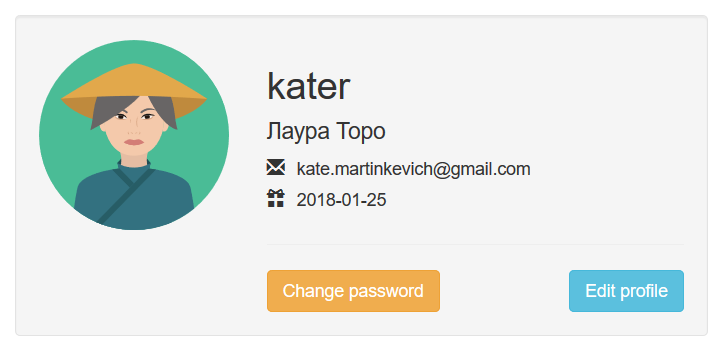 kater
Лаура Торо
kate.martinkevich@gmail.com
2018-01-25
Change password
Edit profile